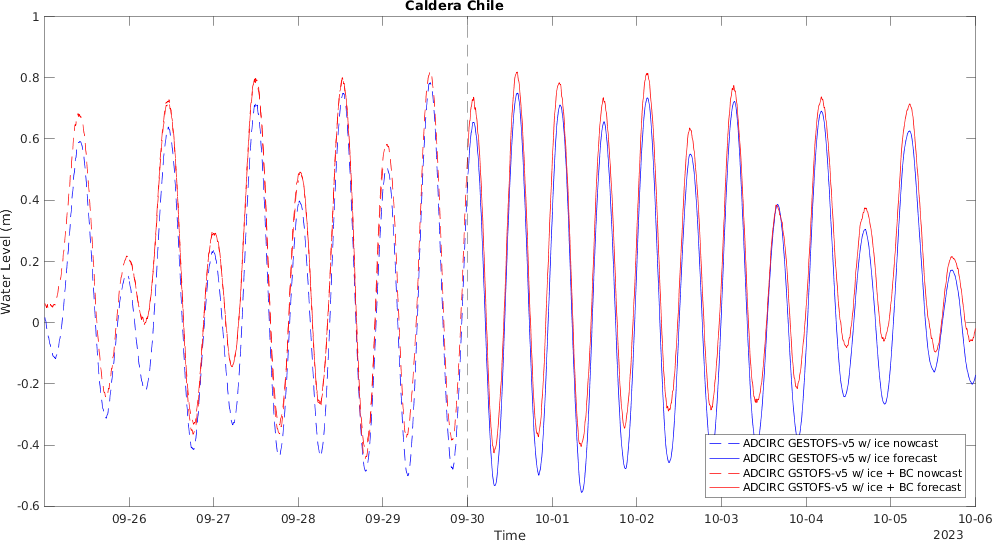 Caldera Chile
1
0.8
0.6
0.4
0.2
0
-0.2
-0.4
-0.6
Water Level (m)
ADCIRC GESTOFS-v5 w/ ice nowcast
ADCIRC GESTOFS-v5 w/ ice forecast
ADCIRC GSTOFS-v5 w/ ice + BC nowcast
ADCIRC GSTOFS-v5 w/ ice + BC forecast
09-26 09-27 09-28 09-29 09-30 10-01 10-02 10-03 10-04 10-05 10-06
Time
2023